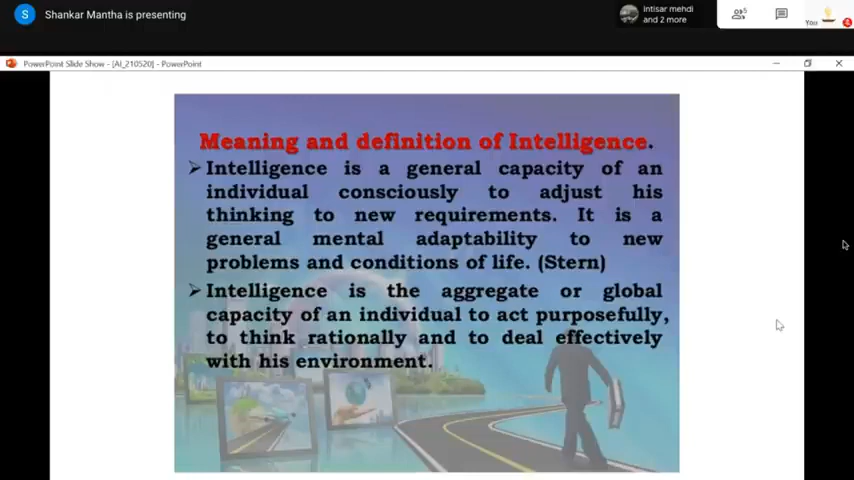 S Shankar Mantha is presenting
Intisar mehdi
and 2 more
5
You
PowerPoint Slide Show - [AI_210520] - PowerPoint
Meaning and definition of Intelligence.
Intelligence is a general capacity of an
individual consciously to adjust his
thinking to new requirements. It is a
general mental adaptability to new
problems and conditions of life. (Stern)
Intelligence is the aggregate or global
capacity of an individual to act purposefully,
to think rationally and to deal effectively
with his environment.